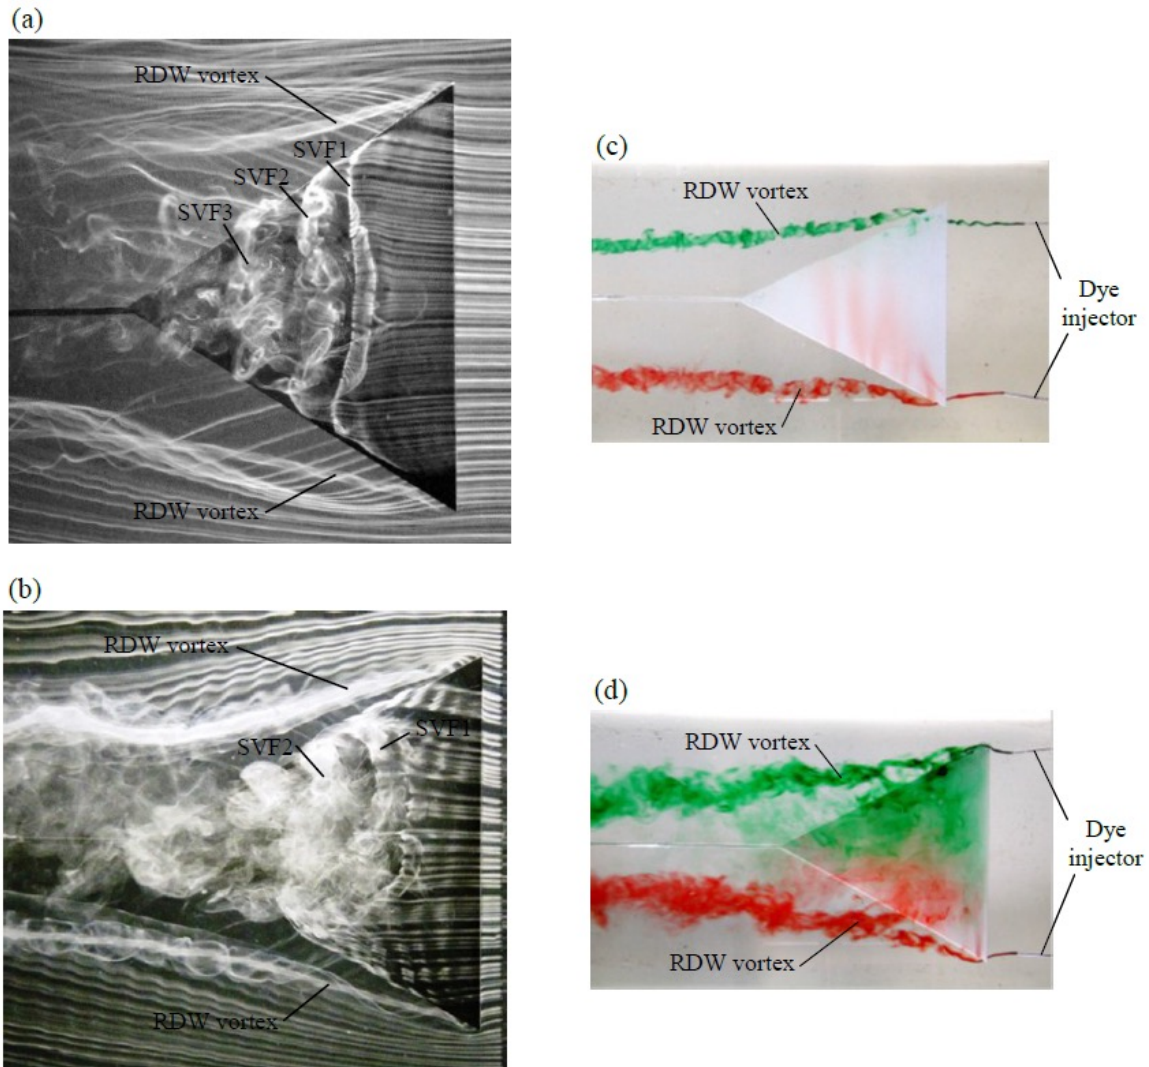 (a)
RDW vortex
SVF1
SVF2
SVF3
RDW vortex
(b)
RDW vortex
SVF1
SVF2
RDW vortex
(c)
RDW vortex
Dye
injector
RDW vortex
(d)
RDW vortex
Dye
injector
RDW vortex